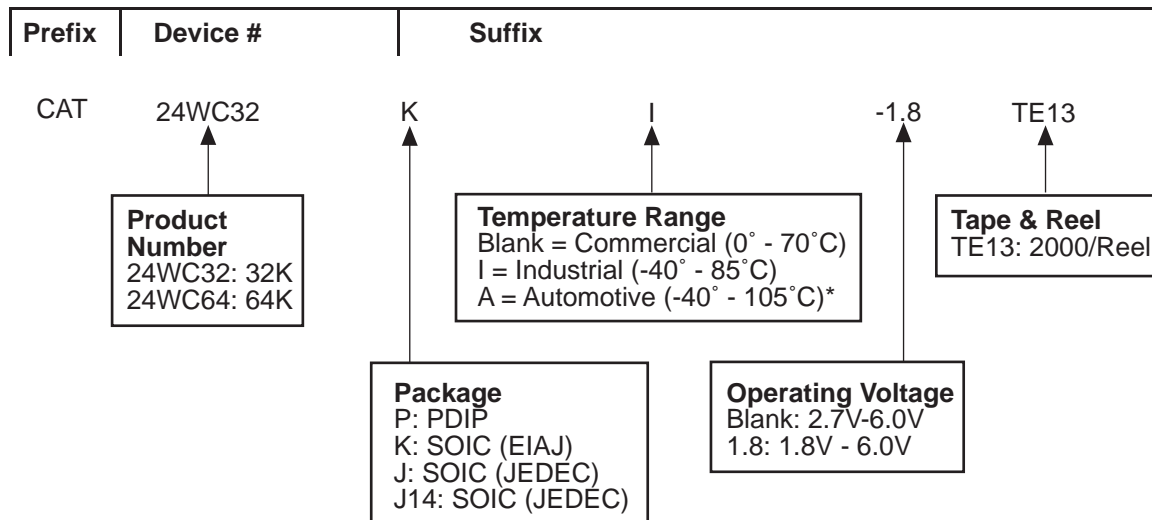 Prefix Device # Suffix
CAT 24WC32 K I -1.8 TE13
Product
Number
24WC32: 32K
24WC64: 64K
Temperature Range
Blank = Commercial (0˚ - 70˚C)
I = Industrial (-40˚ - 85˚C)
A = Automotive (-40˚ - 105˚C)*
Tape & Reel
TE13: 2000/Reel
Package
P: PDIP
K: SOIC (EIAJ)
J: SOIC (JEDEC)
J14: SOIC (JEDEC)
Operating Voltage
Blank: 2.7V-6.0V
1.8: 1.8V - 6.0V